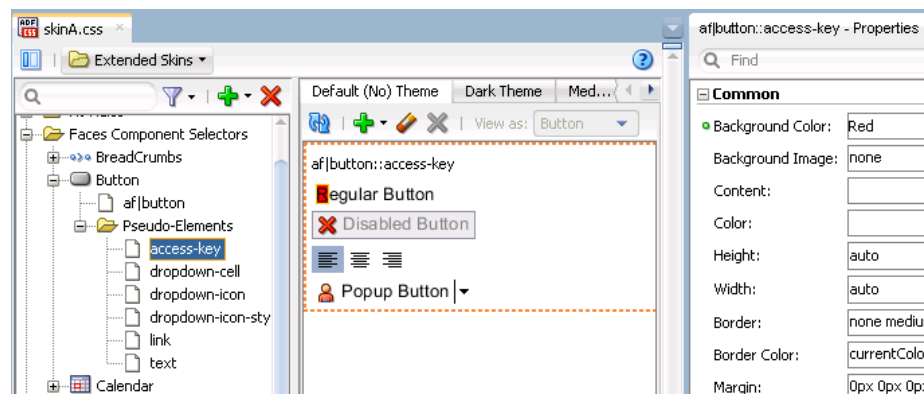 ADF
CSS
skinA.css
Extended Skins
Faces Component Selectors
BreadCrumbs
Button
af|button
Pseudo-Elements
access-key
dropdown-cell
dropdown-icon
dropdown-icon-sty
link
text
Calendar
Default (No) Theme
Dark Theme
Med...
View as: Button
af|button::access-key
Regular Button
Disabled Button
Popup Button
af|button::access-key - Properties
Find
Common
Background Color: Red
Background Image: none
Content:
Color:
Height: auto
Width: auto
Border: none mediu
Border Color: currentColo
Margin: 0px 0px 0px